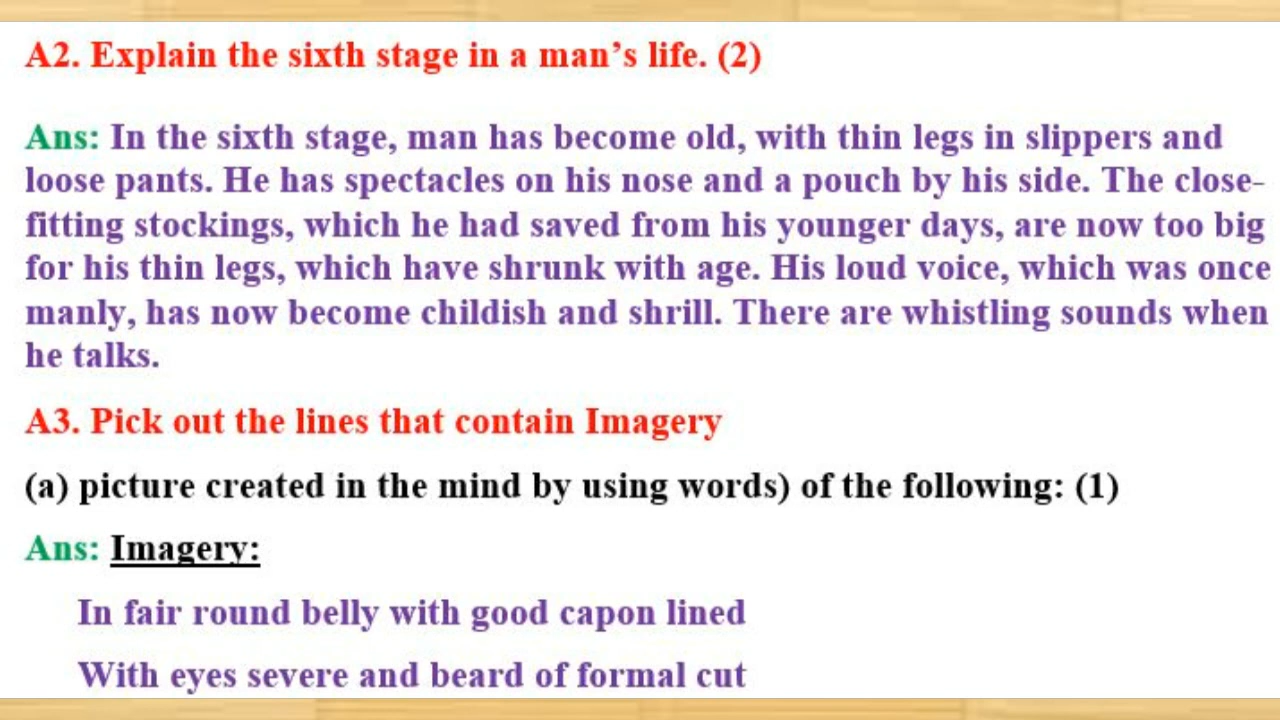 A2. Explain the sixth stage in a man’s life. (2)
Ans: In the sixth stage, man has become old, with thin legs in slippers and
loose pants. He has spectacles on his nose and a pouch by his side. The close-
fitting stockings, which he had saved from his younger days, are now too big
for his thin legs, which have shrunk with age. His loud voice, which was once
manly, has now become childish and shrill. There are whistling sounds when
he talks.
A3. Pick out the lines that contain Imagery
(a) picture created in the mind by using words) of the following: (1)
Ans: Imagery:
In fair round belly with good capon lined
With eyes severe and beard of formal cut